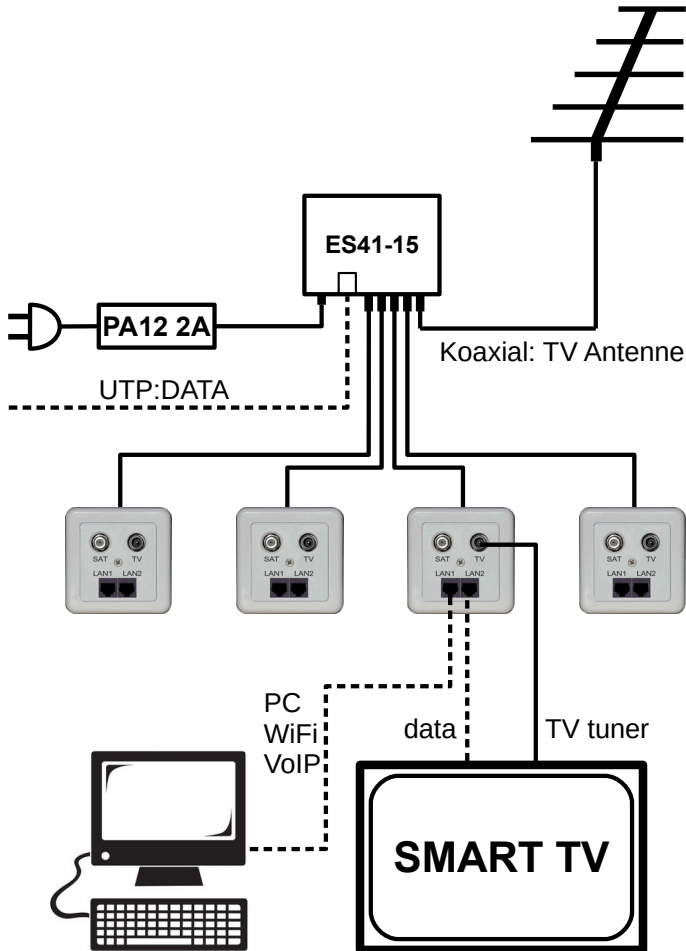 ES41-15
PA12 2A
Koaxial: TV Antenne
UTP:DATA
SAT TV
LAN1 LAN2
SAT TV
LAN1 LAN2
SAT TV
LAN1 LAN2
SAT TV
LAN1 LAN2
PC
WiFi
VoIP
data
TV tuner
SMART TV